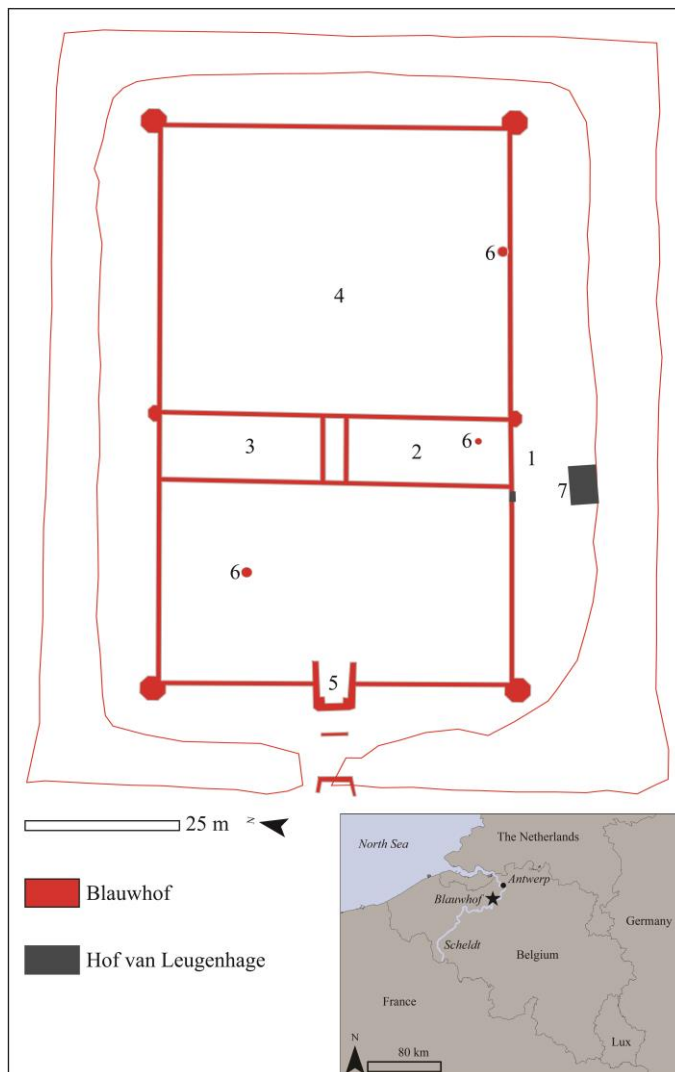 6
4
3
2
6
1
7
6
5
25 m
N
Blauwhof
Hof van Leugenhage
North Sea
The Netherlands
Antwerp
Blauwhof
Germany
Scheldt
Belgium
France
Lux
N
80 km